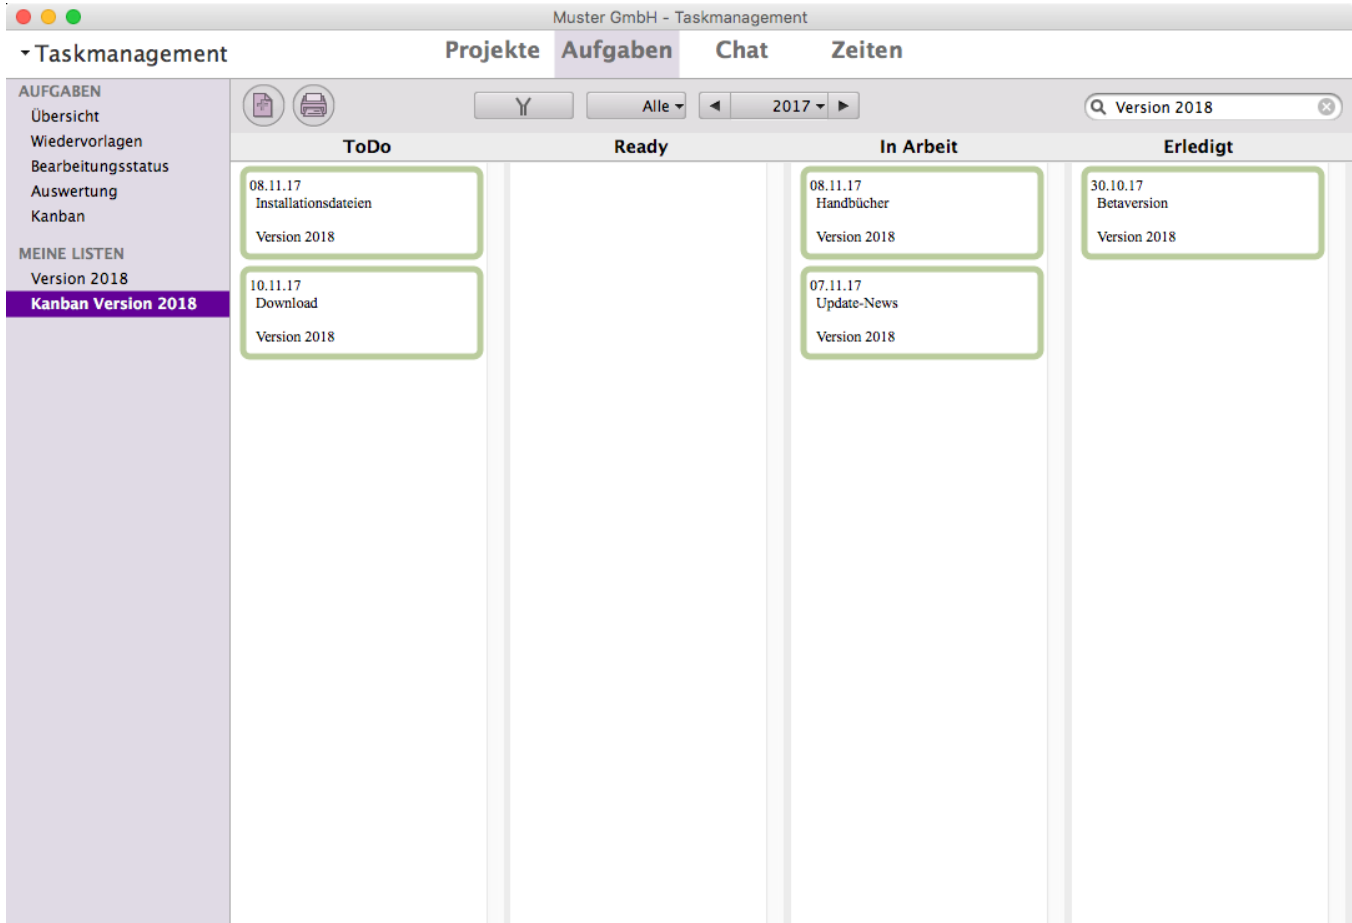 Muster GmbH - Taskmanagement
Taskmanagement
Projekte Aufgaben Chat Zeiten
AUFGABEN
Übersicht
Wiedervorlagen
Bearbeitungsstatus
Auswertung
Kanban
MEINE LISTEN
Version 2018
Kanban Version 2018
Alle
2017
Version 2018
ToDo
08.11.17
Installationsdateien
Version 2018
10.11.17
Download
Version 2018
Ready
In Arbeit
08.11.17
Handbücher
Version 2018
07.11.17
Update-News
Version 2018
Erledigt
30.10.17
Betaversion
Version 2018